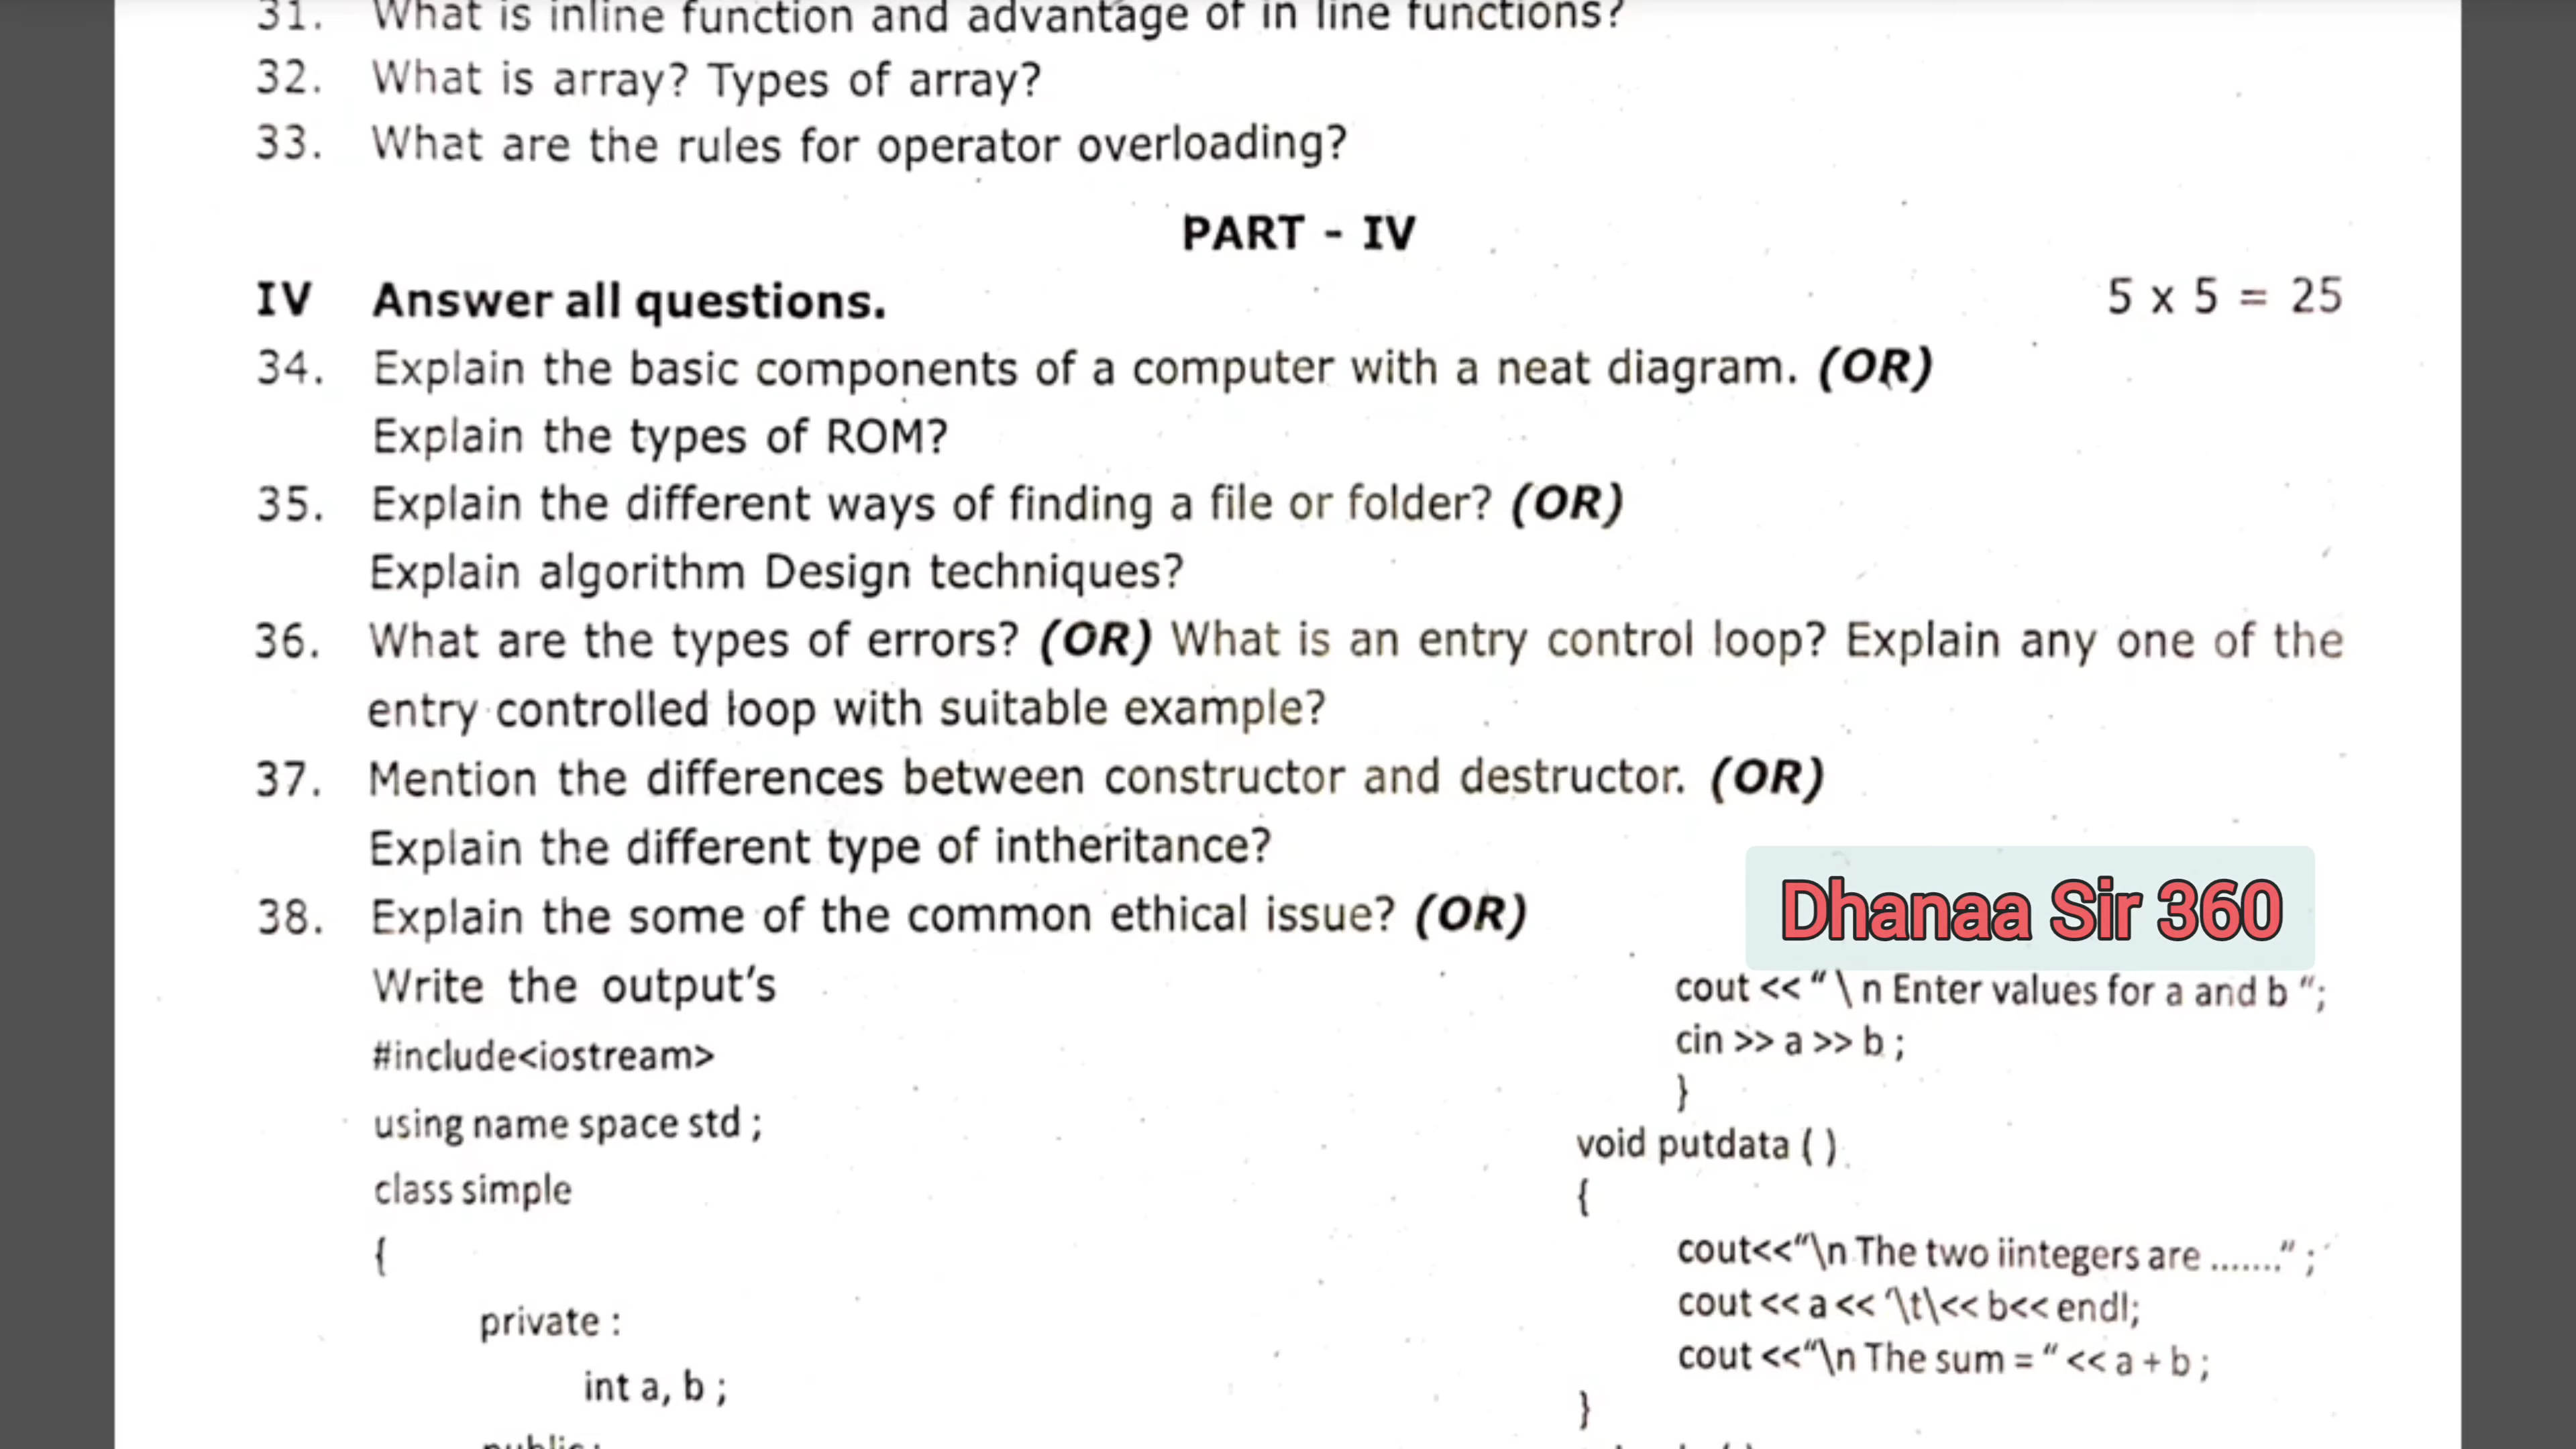 31. What is inline function and advantage of in line functions?
32. What is array? Types of array?
33. What are the rules for operator overloading?
PART - IV
IV Answer all questions. 5 x 5 = 25
34. Explain the basic components of a computer with a neat diagram. (OR)
Explain the types of ROM?
35. Explain the different ways of finding a file or folder? (OR)
Explain algorithm Design techniques?
36. What are the types of errors? (OR) What is an entry control loop? Explain any one of the
entry controlled loop with suitable example?
37. Mention the differences between constructor and destructor. (OR)
Explain the different type of intheritance?
38. Explain the some of the common ethical issue? (OR)
Dhanaa Sir 360
Write the output's
#include<iostream>
using name space std ;
class simple
{
private :
int a, b ;
public :
cout << “ \ n Enter values for a and b “;
cin >> a >> b ;
}
void putdata ( )
{
cout<<“\n The two iintegers are .......” ;
cout << a << ‘\t\<< b<< endl;
cout <<“\n The sum = “ << a + b ;
}